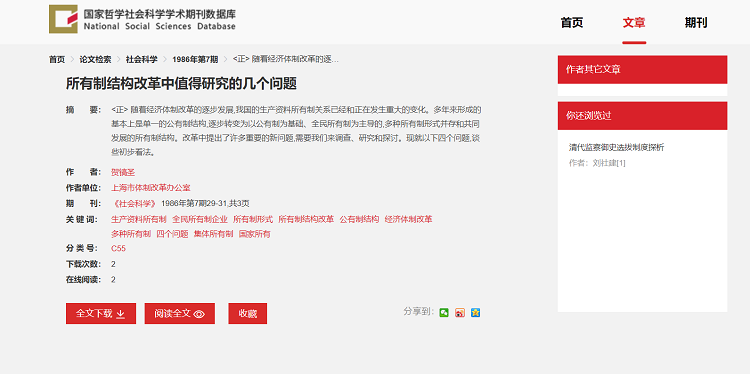 国家哲学社会科学学术期刊数据库
National Social Sciences Database
首页 文章 期刊
首页 > 论文检索 > 社会科学 > 1986年第7期 > <正> 随着经济体制改革的逐...
所有制结构改革中值得研究的几个问题
摘 要: <正> 随着经济体制改革的逐步发展,我国的生产资料所有制关系已经和正在发生重大的变化。多年来形成的
基本上是单一的公有制结构,逐步转变为以公有制为基础、全民所有制为主导的,多种所有制形式并存和共同
发展的所有制结构。改革中提出了许多重要的新问题,需要我们来调查、研究和探讨。现就以下四个问题,谈
些初步看法。
作 者: 贺镐圣
作者单位: 上海市体制改革办公室
期 刊: 《社会科学》 1986年第7期29-31,共3页
关 键 词: 生产资料所有制 全民所有制企业 所有制形式 所有制结构改革 公有制结构 经济体制改革
多种所有制 四个问题 集体所有制 国家所有
分 类 号: C55
下载次数: 2
在线阅读: 2
全文下载 阅读全文 收藏
分享到:
作者其它文章
你还浏览过
清代监察御史选拔制度探析
作者: 刘社建[1]